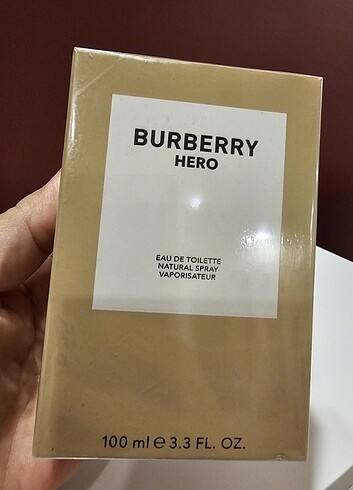 BURBERRY
HERO
EAU DE TOILETTE
NATURAL SPRAY
VAPORISATEUR
100 ml ℮ 3.3 FL. OZ.